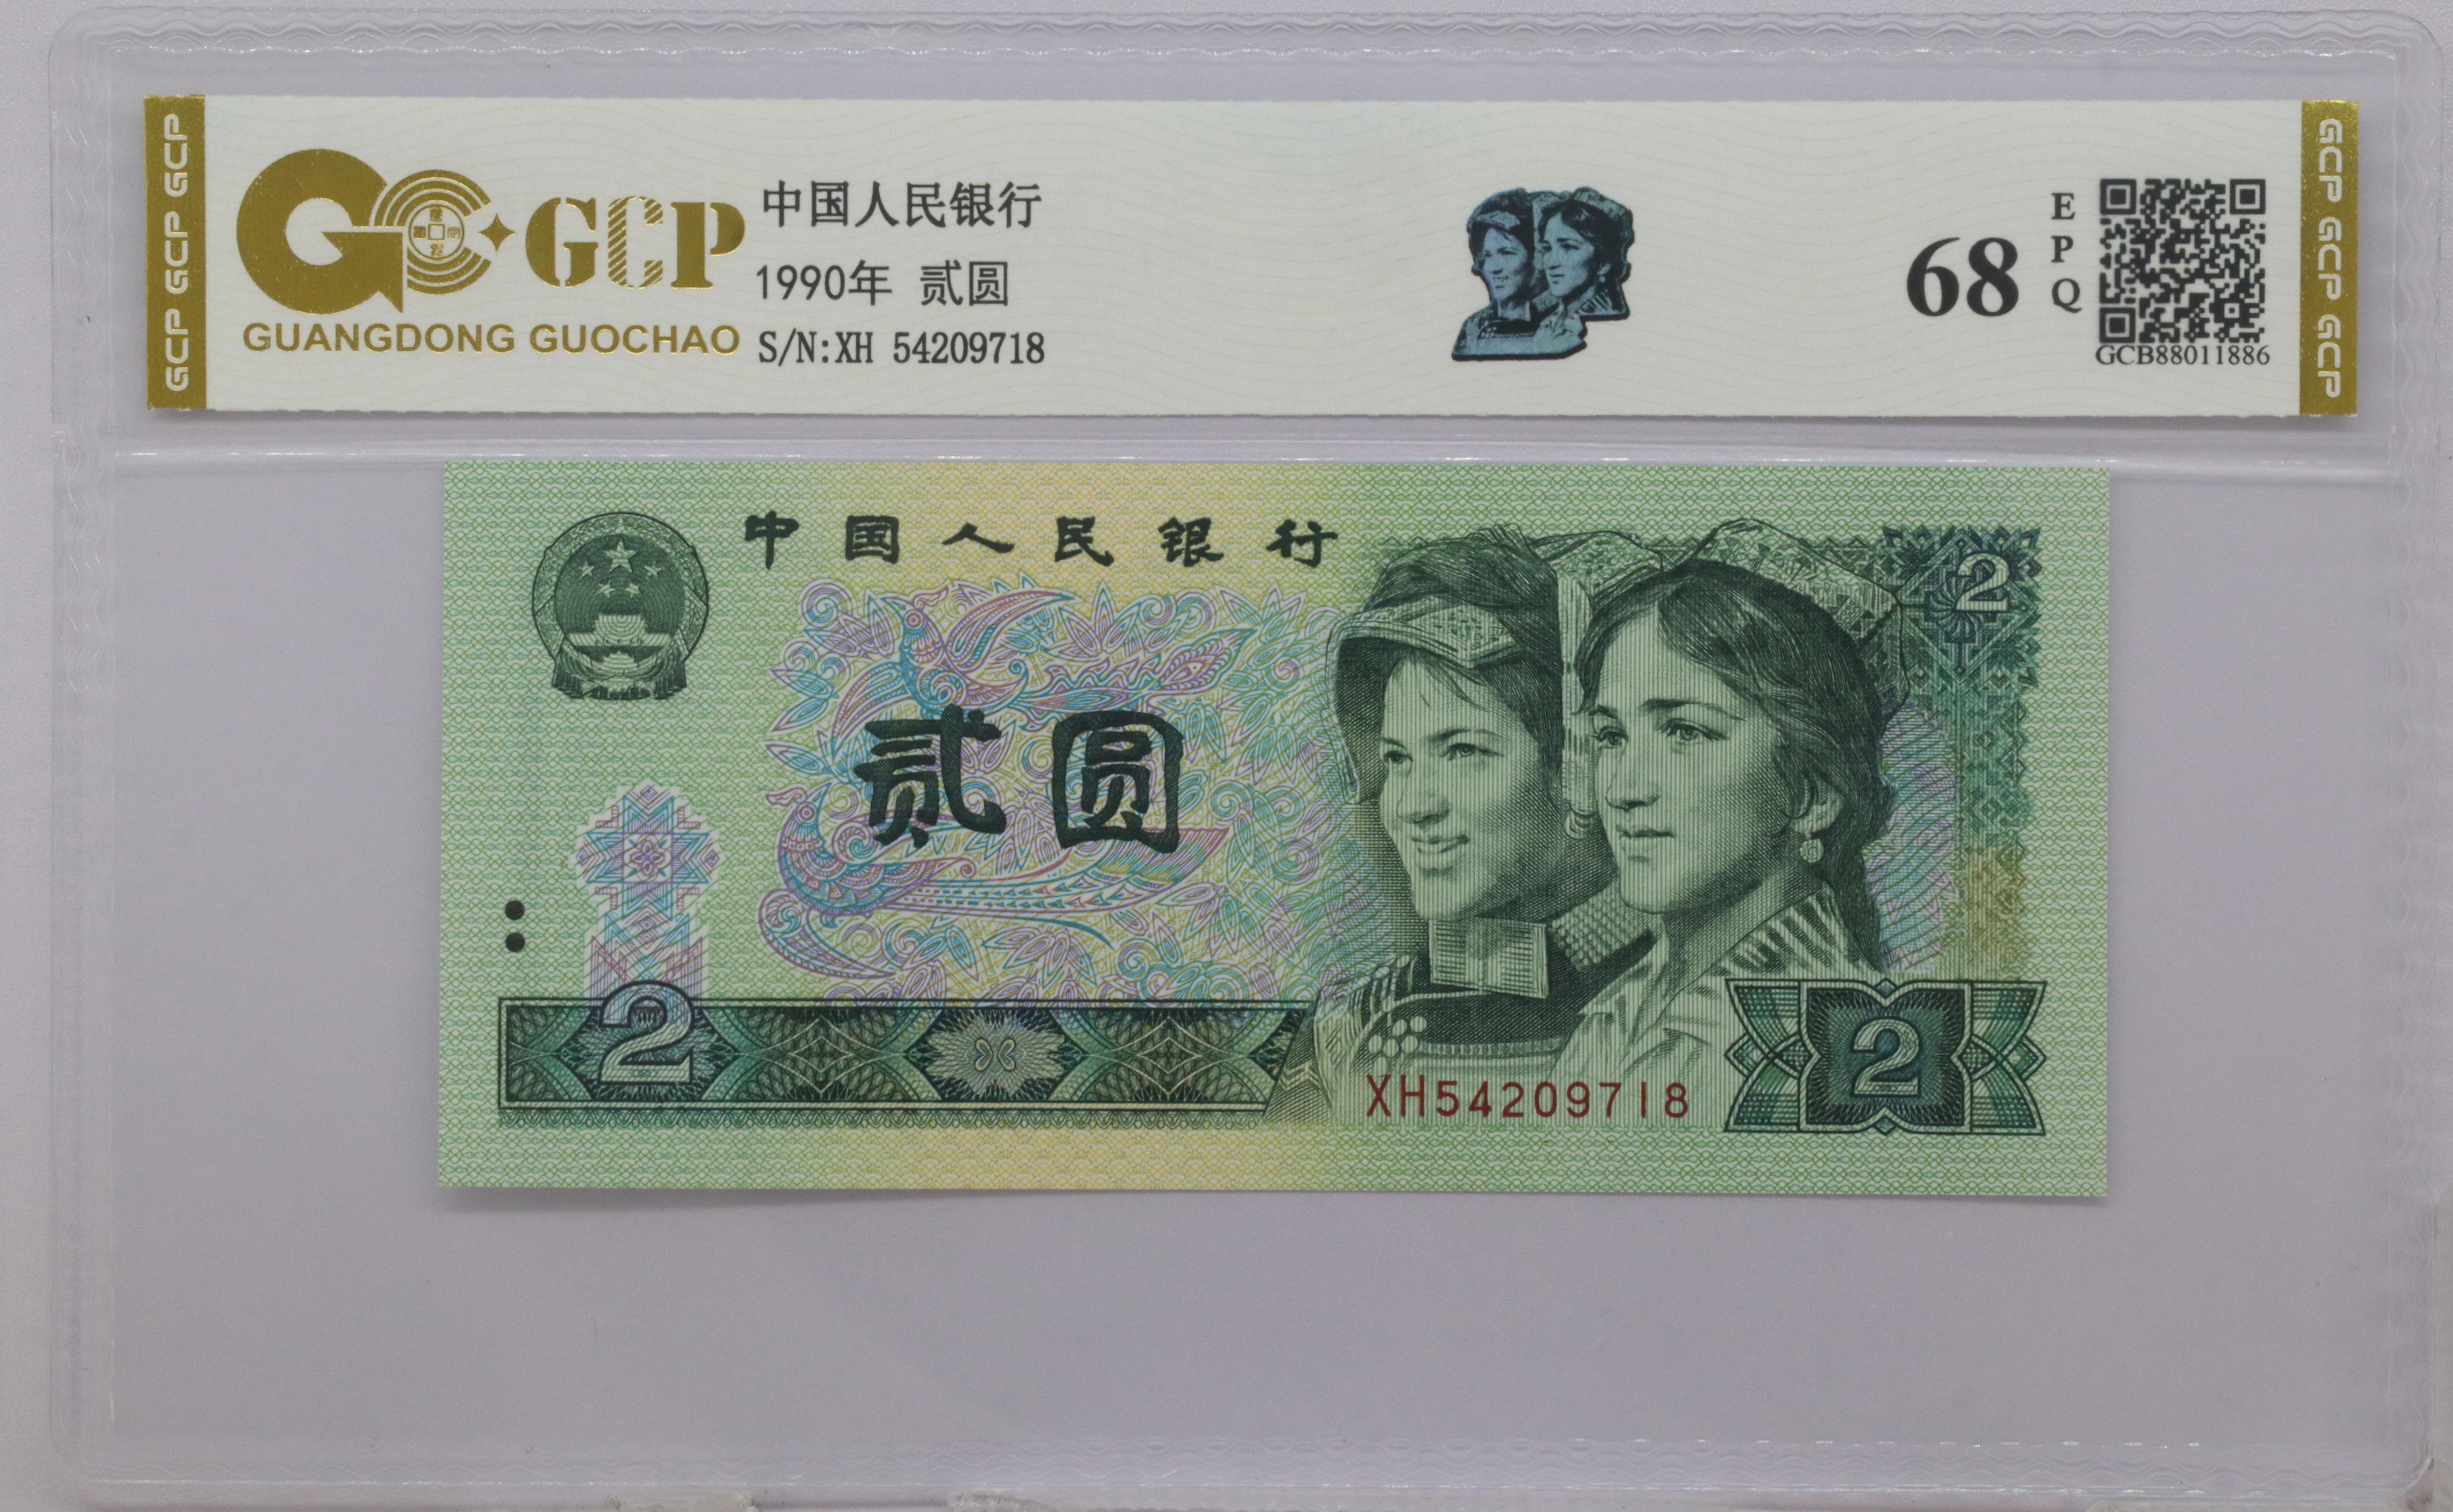 GCP GCP GCP
GCP
GUANGDONG GUOCHAO
中国人民银行
1990年 贰圆
S/N:XH 54209718
68
EPQ
GCB88011886
GCP GCP GCP
中国人民银行
2
贰圆
2
XH54209718
2